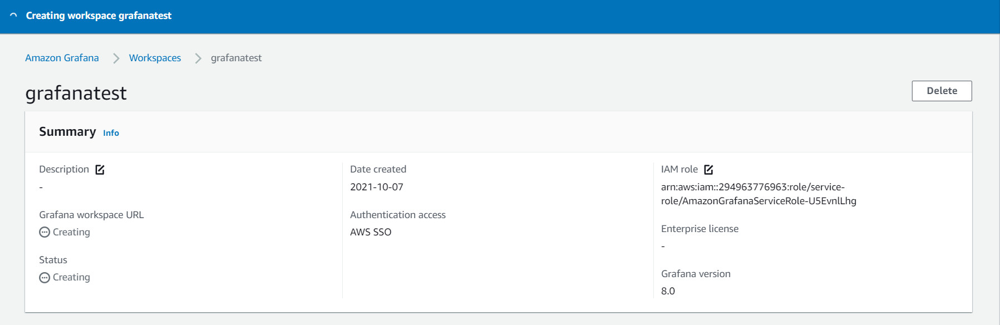 Creating workspace grafanatest
Amazon Grafana > Workspaces > grafanatest
grafanatest
Delete
Summary Info
Description
-
Grafana workspace URL
Creating
Status
Creating
Date created
2021-10-07
Authentication access
AWS SSO
IAM role
arn:aws:iam::294963776963:role/service-
role/AmazonGrafanaServiceRole-U5EvnlLhg
Enterprise license
-
Grafana version
8.0